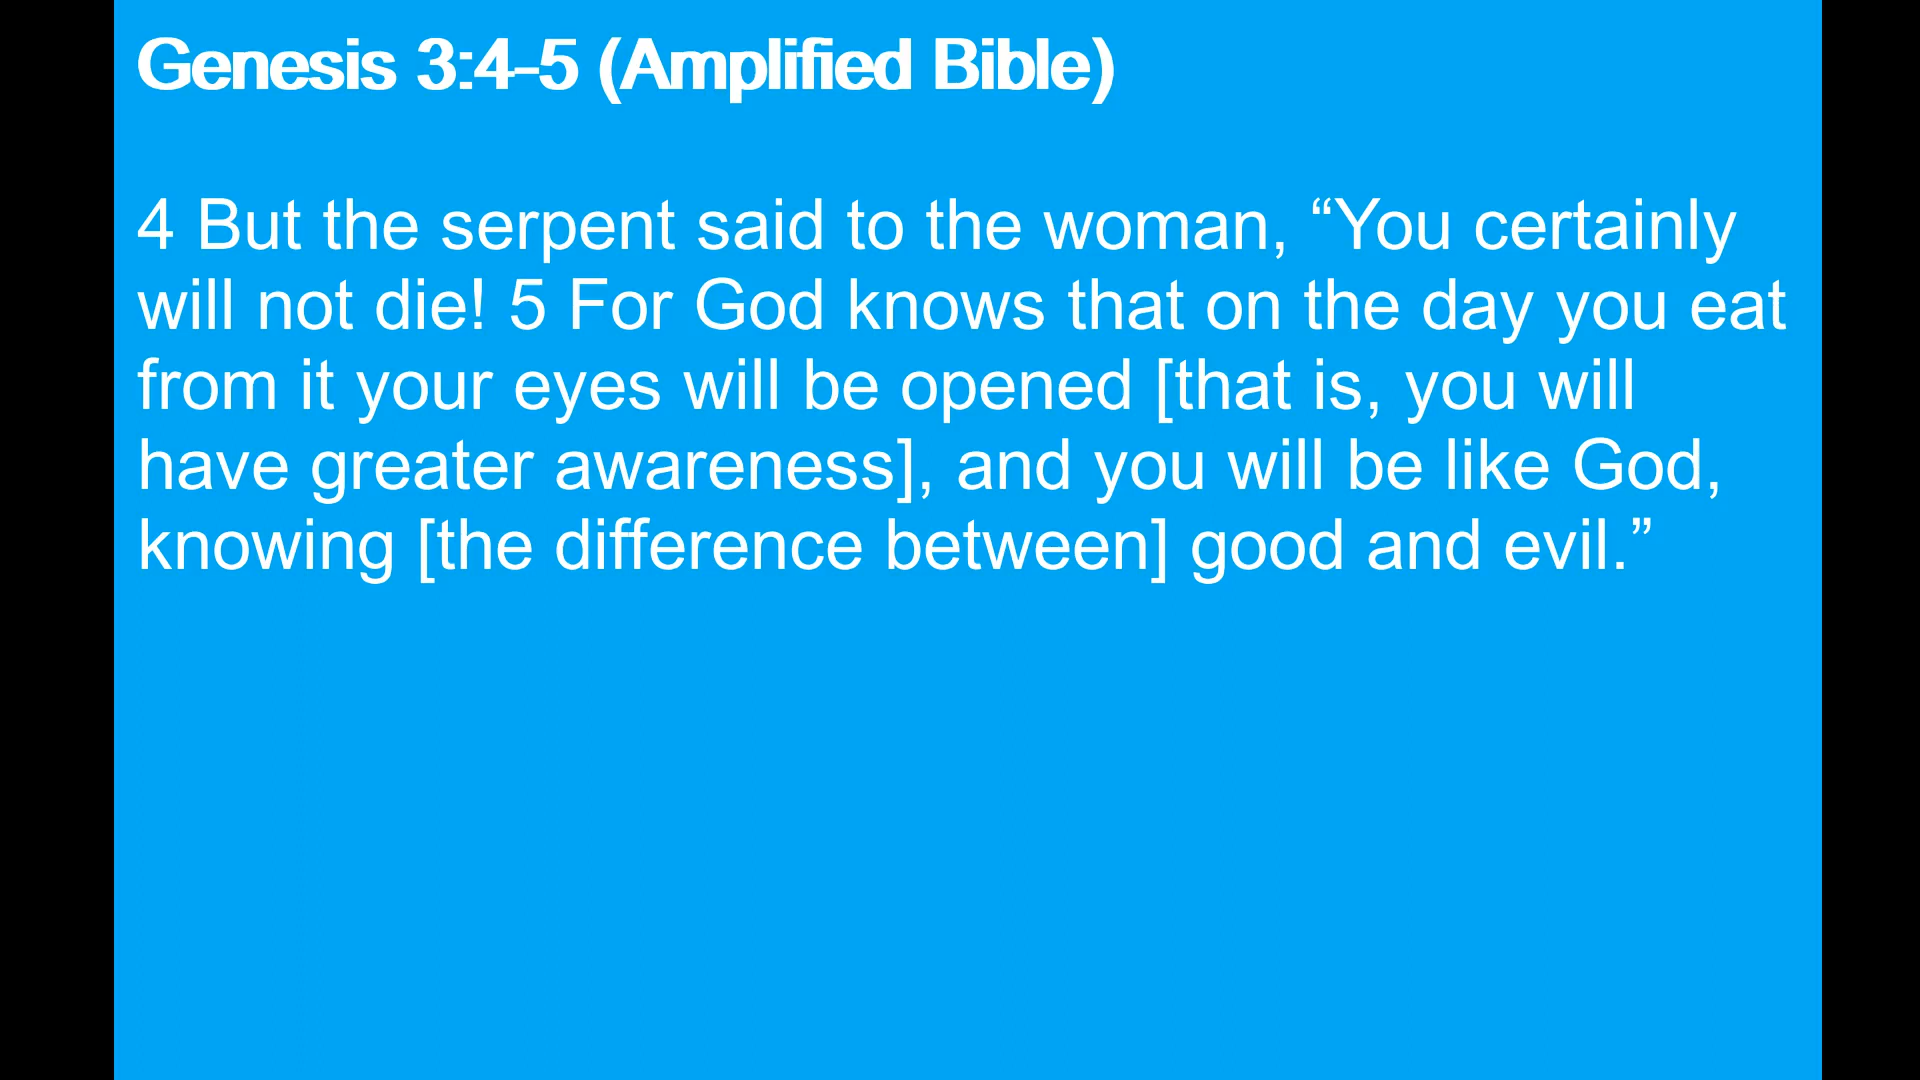 Genesis 3:4-5 (Amplified Bible)
4 But the serpent said to the woman, “You certainly
will not die! 5 For God knows that on the day you eat
from it your eyes will be opened [that is, you will
have greater awareness], and you will be like God,
knowing [the difference between] good and evil.”